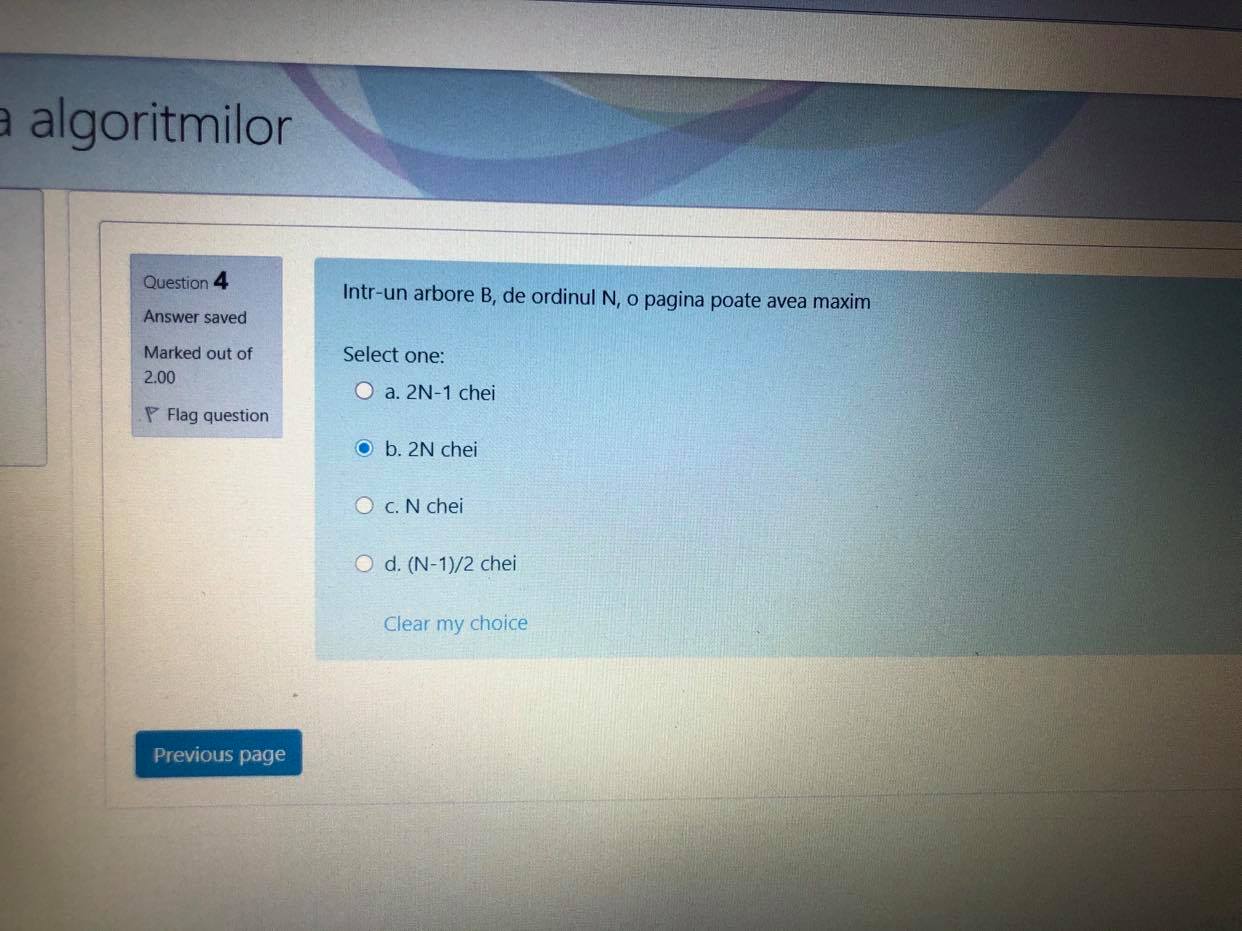 a algoritmilor
Question 4
Answer saved
Marked out of
2.00
Flag question
Intr-un arbore B, de ordinul N, o pagina poate avea maxim
Select one:
a. 2N-1 chei
b. 2N chei
c. N chei
d. (N-1)/2 chei
Clear my choice
Previous page